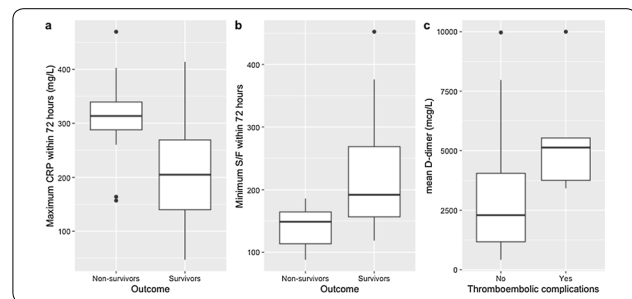 a
Maximum CRP within 72 hours (mg/L)
400
300
200
100
Non-survivors Survivors
Outcome
b
Minimum S/F within 72 hours
400
300
200
100
Non-survivors Survivors
Outcome
c
mean D-dimer (mcg/L)
10000
7500
5000
2500
0
No Yes
Thromboembolic complications